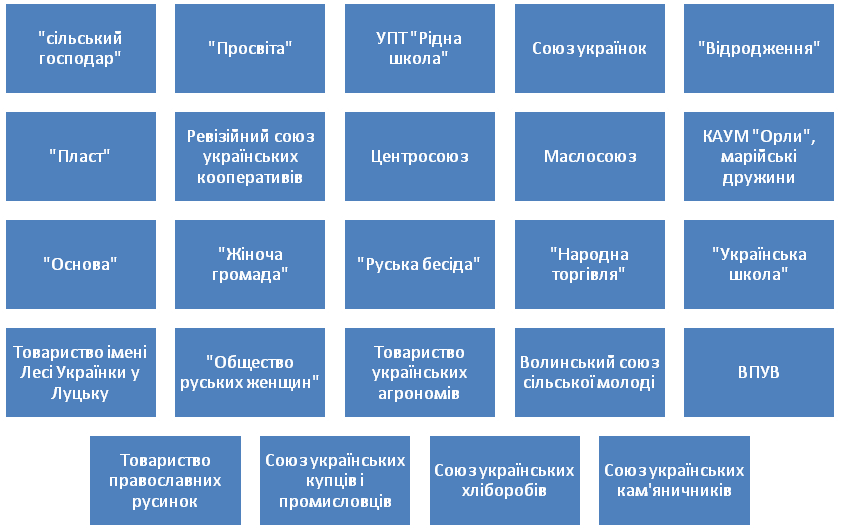 "сільський
господар"
"Просвіта"
УПТ "Рідна
школа"
Союз українок
"Відродження"
"Пласт"
Ревізійний союз
українських
кооперативів
Центросоюз
Маслосоюз
КАУМ "Орли",
марійські
дружини
"Основа"
"Жіноча
громада"
"Руська бесіда"
"Народна
торгівля"
"Українська
школа"
Товариство імені
Лесі Українки у
Луцьку
"Общество
руських женщин"
Товариство
українських
агрономів
Волинський союз
сільської молоді
ВПУВ
Товариство
православних
русинок
Союз українських
купців і
промисловців
Союз українських
хліборобів
Союз українських
кам'яничників